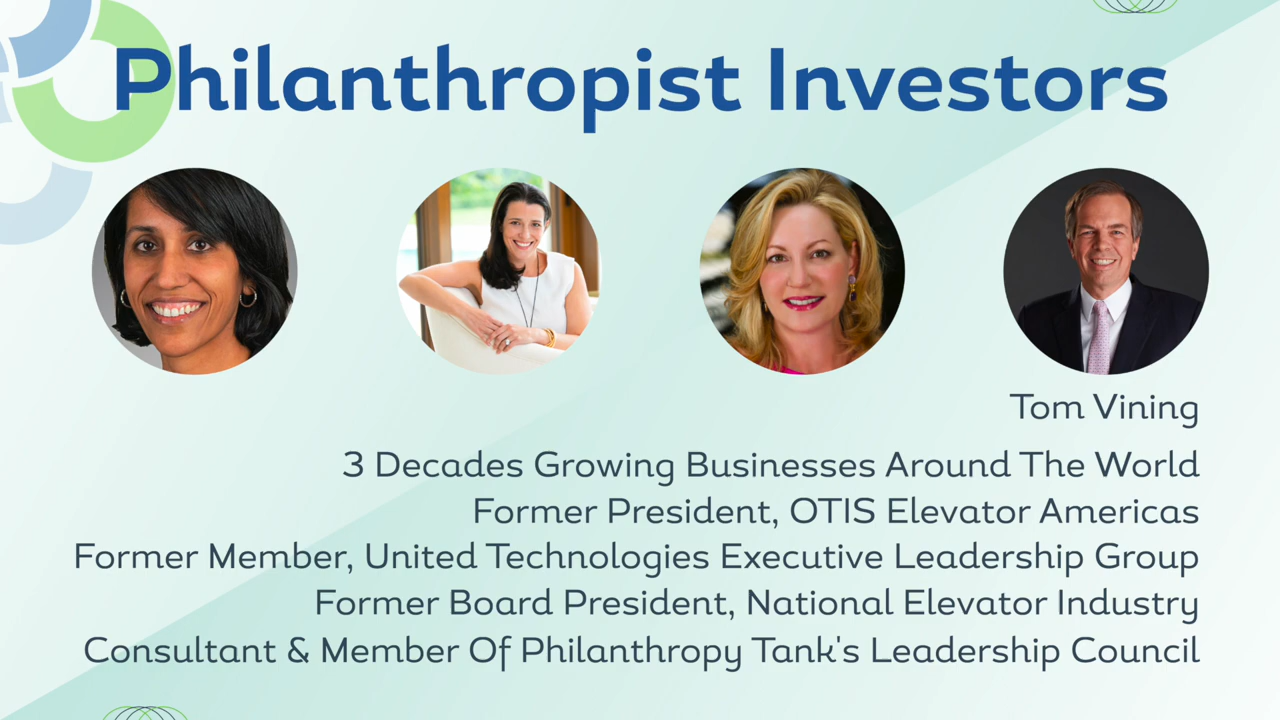 Philanthropist Investors
Tom Vining
3 Decades Growing Businesses Around The World
Former President, OTIS Elevator Americas
Former Member, United Technologies Executive Leadership Group
Former Board President, National Elevator Industry
Consultant & Member Of Philanthropy Tank's Leadership Council